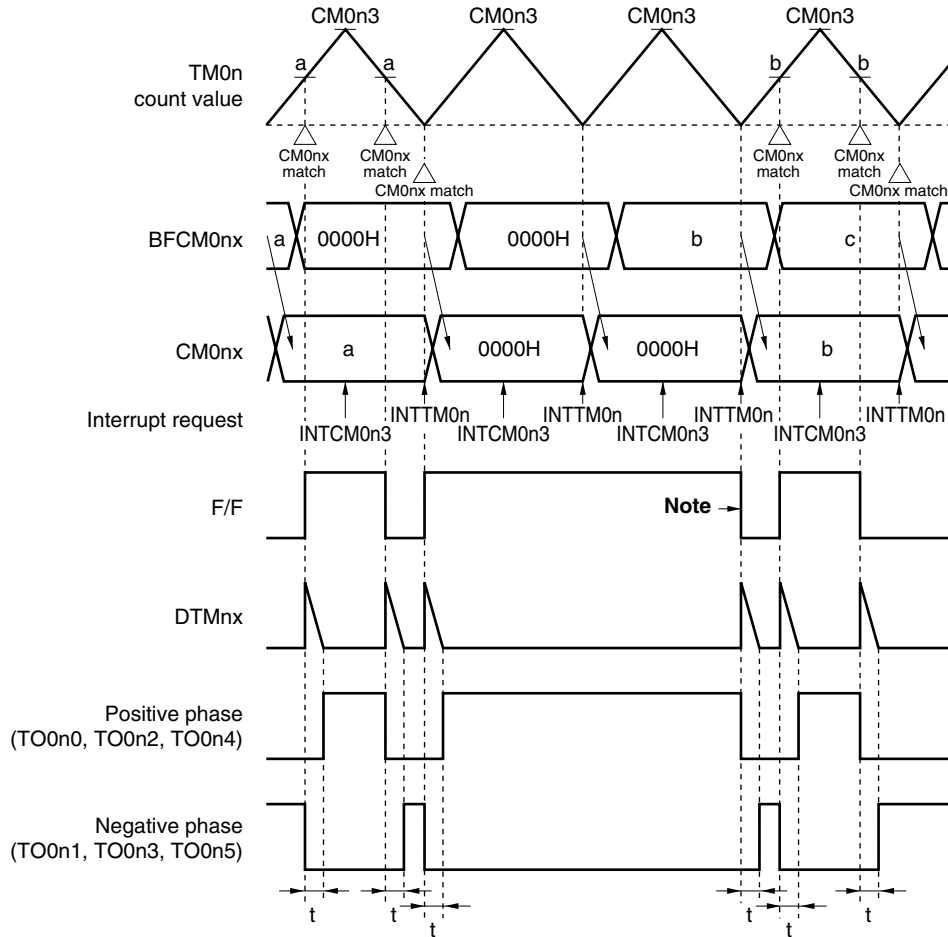 CM0n3 CM0n3 CM0n3 CM0n3
a a b b
TM0n
count value
CM0nx
match
CM0nx
match
CM0nx match
CM0nx
match
CM0nx
match
CM0nx match
BFCM0nx a 0000H 0000H b c
CM0nx a 0000H 0000H b
Interrupt request INTTM0n INTTM0n INTTM0n INTTM0n
INTCM0n3 INTCM0n3 INTCM0n3 INTCM0n3
F/F Note
DTMnx
Positive phase
(TO0n0, TO0n2, TO0n4)
Negative phase
(TO0n1, TO0n3, TO0n5)
t t t t t t